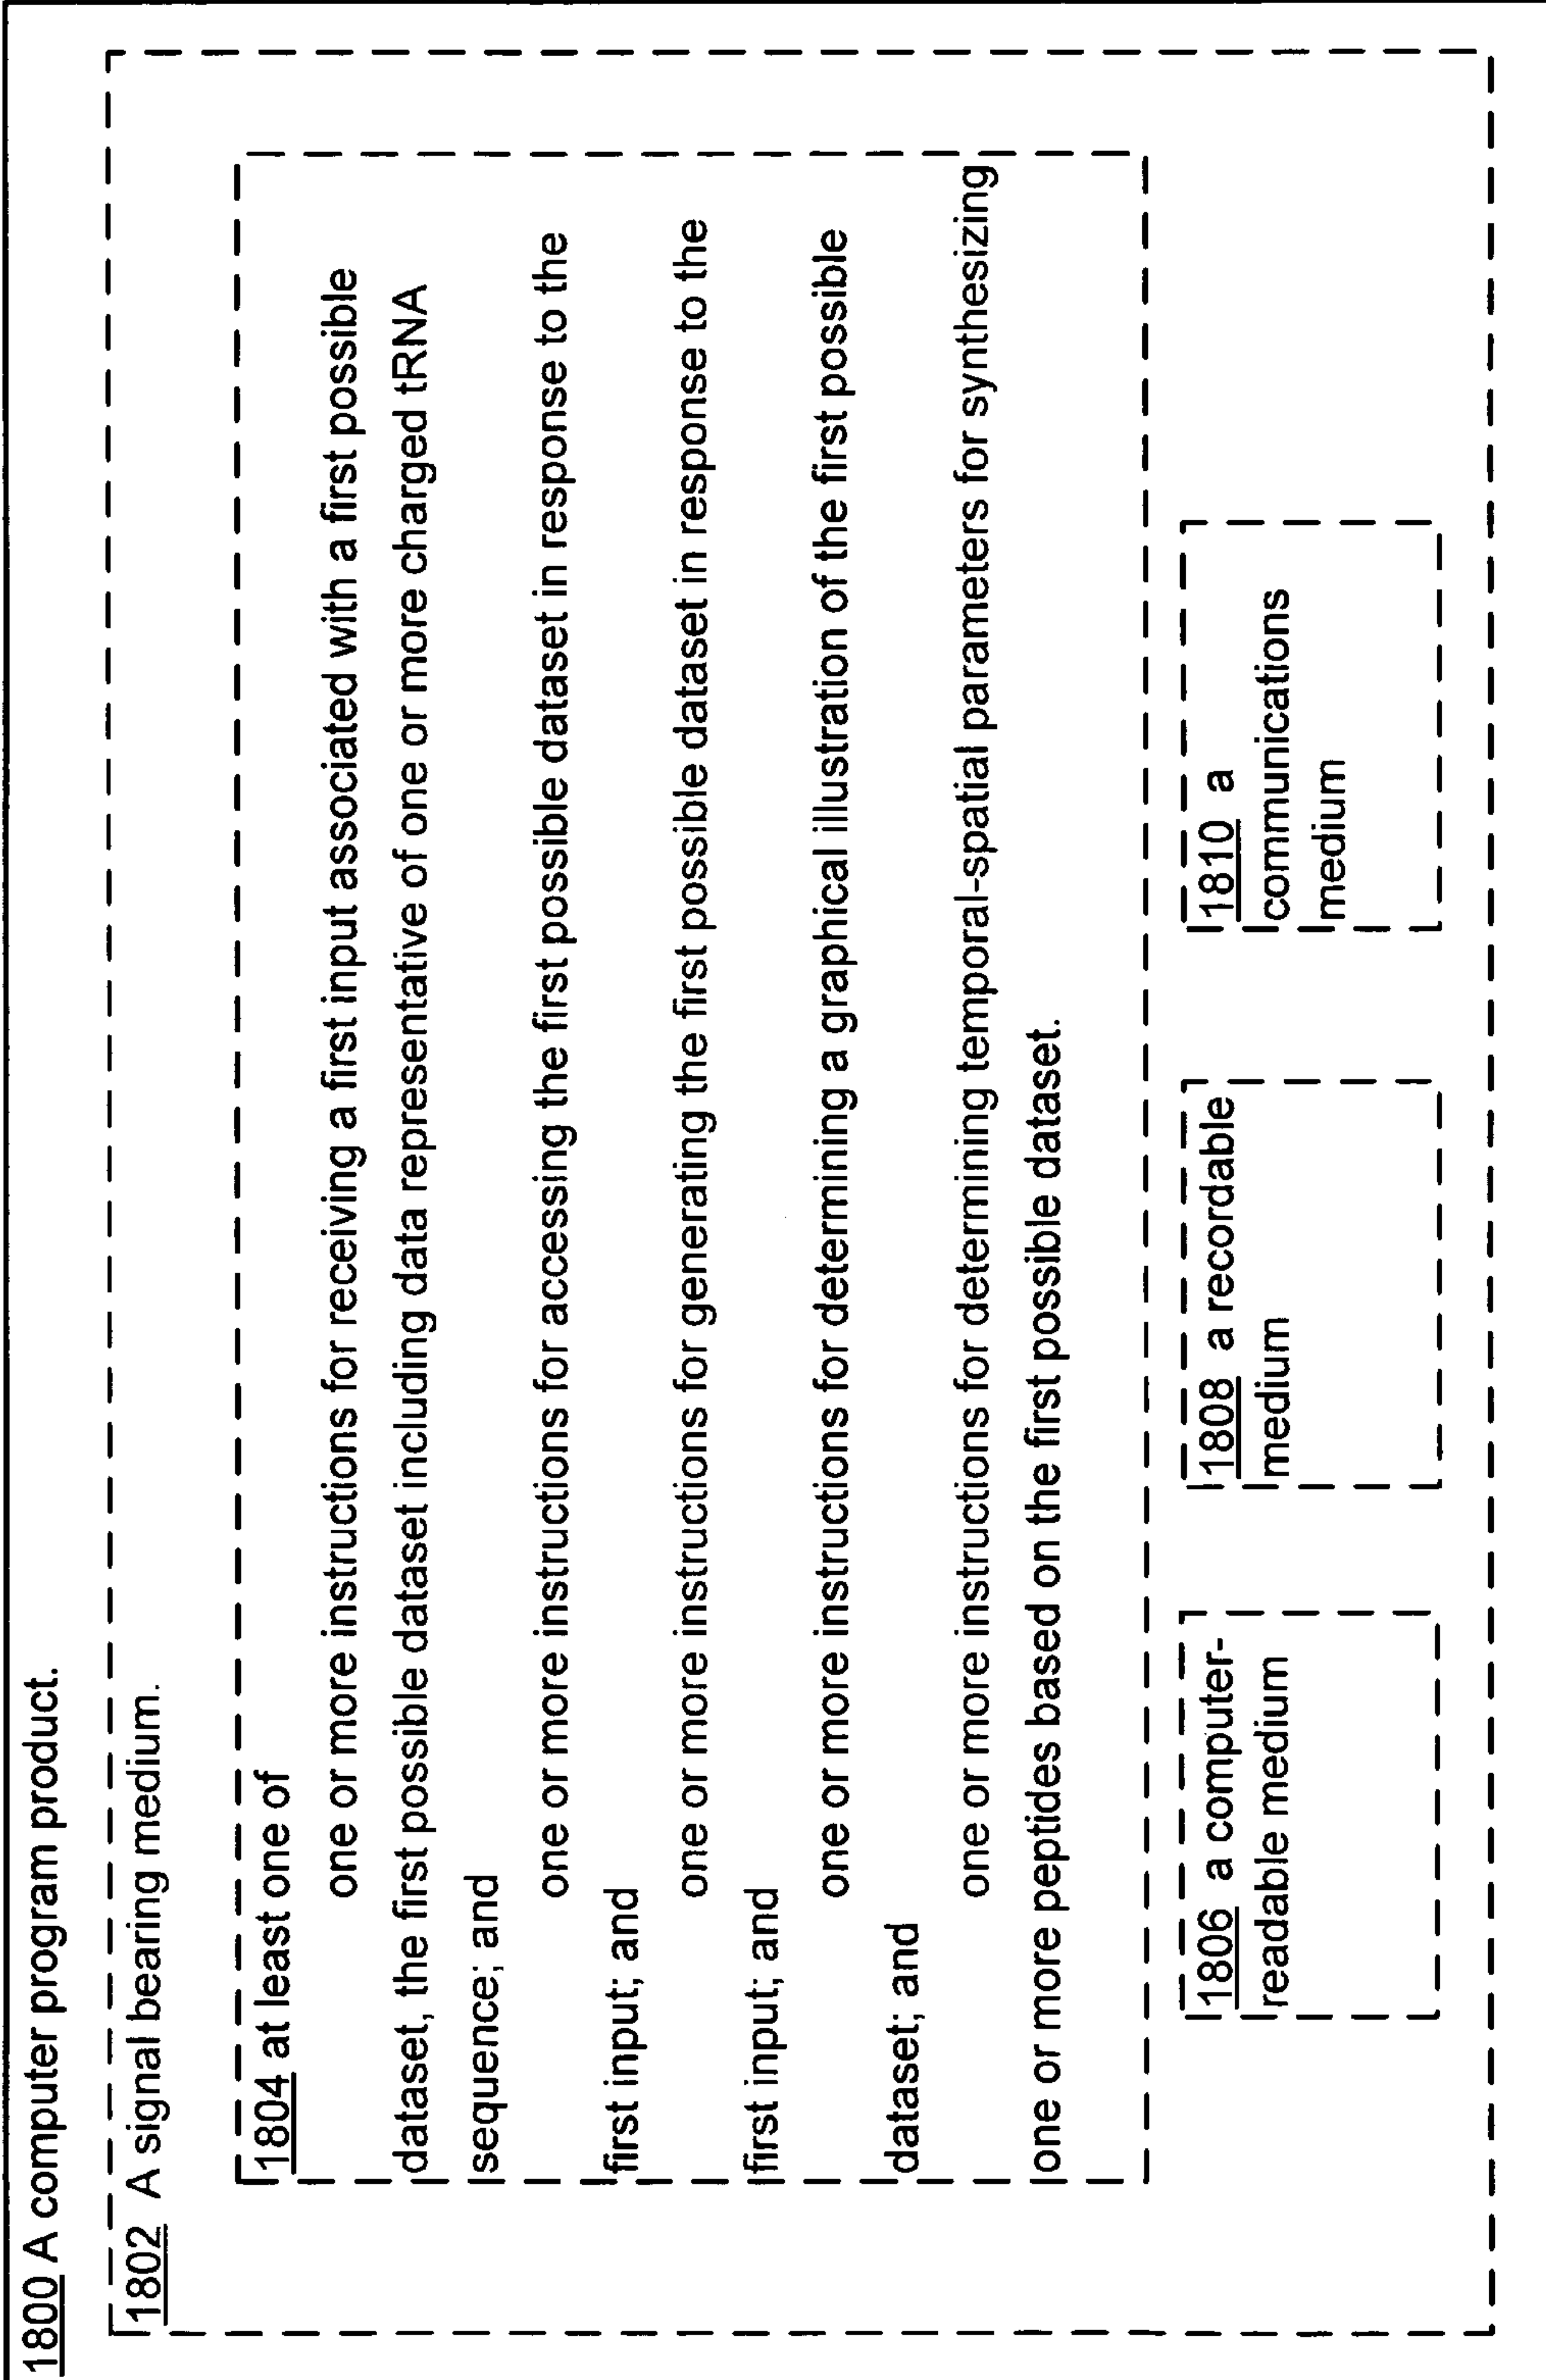 1800 A computer program product.
1802 A signal bearing medium.
1804 at least one of
one or more instructions for receiving a first input associated with a first possible
dataset, the first possible dataset including data representative of one or more charged tRNA
sequence; and
one or more instructions for accessing the first possible dataset in response to the
first input; and
one or more instructions for generating the first possible dataset in response to the
first input; and
one or more instructions for determining a graphical illustration of the first possible
dataset; and
one or more instructions for determining temporal-spatial parameters for synthesizing
one or more peptides based on the first possible dataset.
1806 a computer-
readable medium
1808 a recordable
medium
1810 a
communications
medium